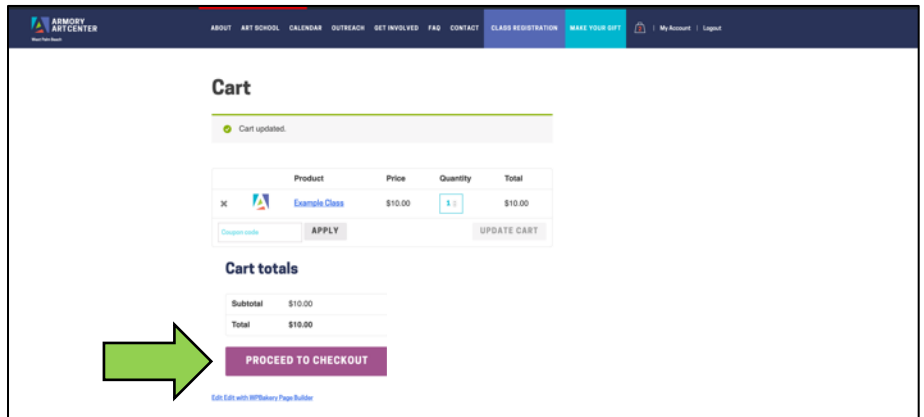 ARMORY
ART CENTER
West Palm Beach
ABOUT ART SCHOOL CALENDAR OUTREACH GET INVOLVED FAQ CONTACT CLASS REGISTRATION MAKE YOUR GIFT | My Account | Logout
Cart
Cart updated.
Product Price Quantity Total
× Example Class $10.00 1 $10.00
Coupon code APPLY UPDATE CART
Cart totals
Subtotal $10.00
Total $10.00
PROCEED TO CHECKOUT
Edit Edit with WPBakery Page Builder